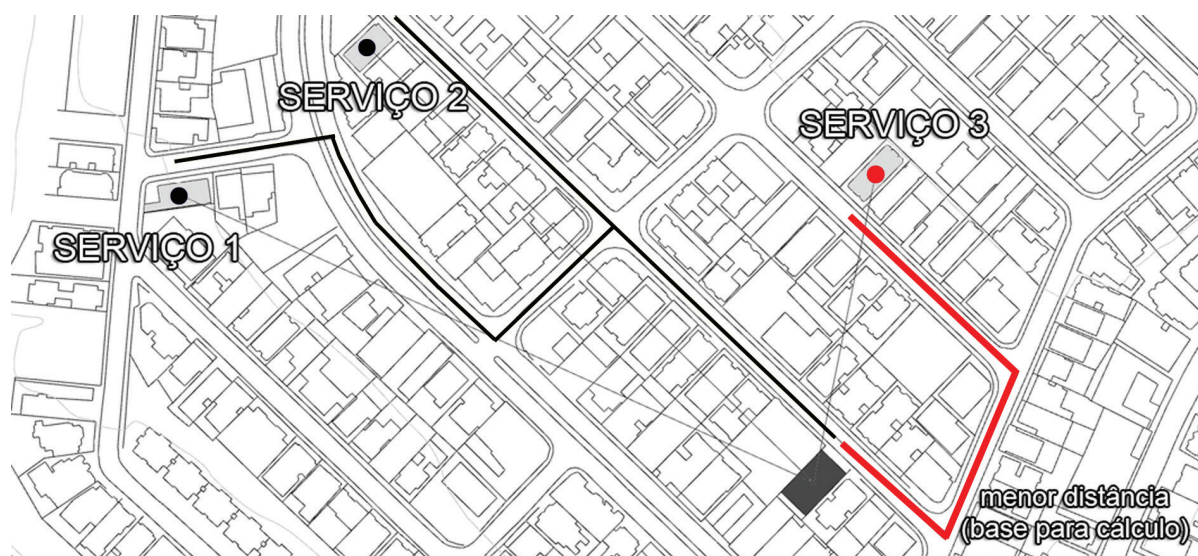 SERVIÇO 2
SERVIÇO 3
SERVIÇO 1
menor distância
(base para cálculo)